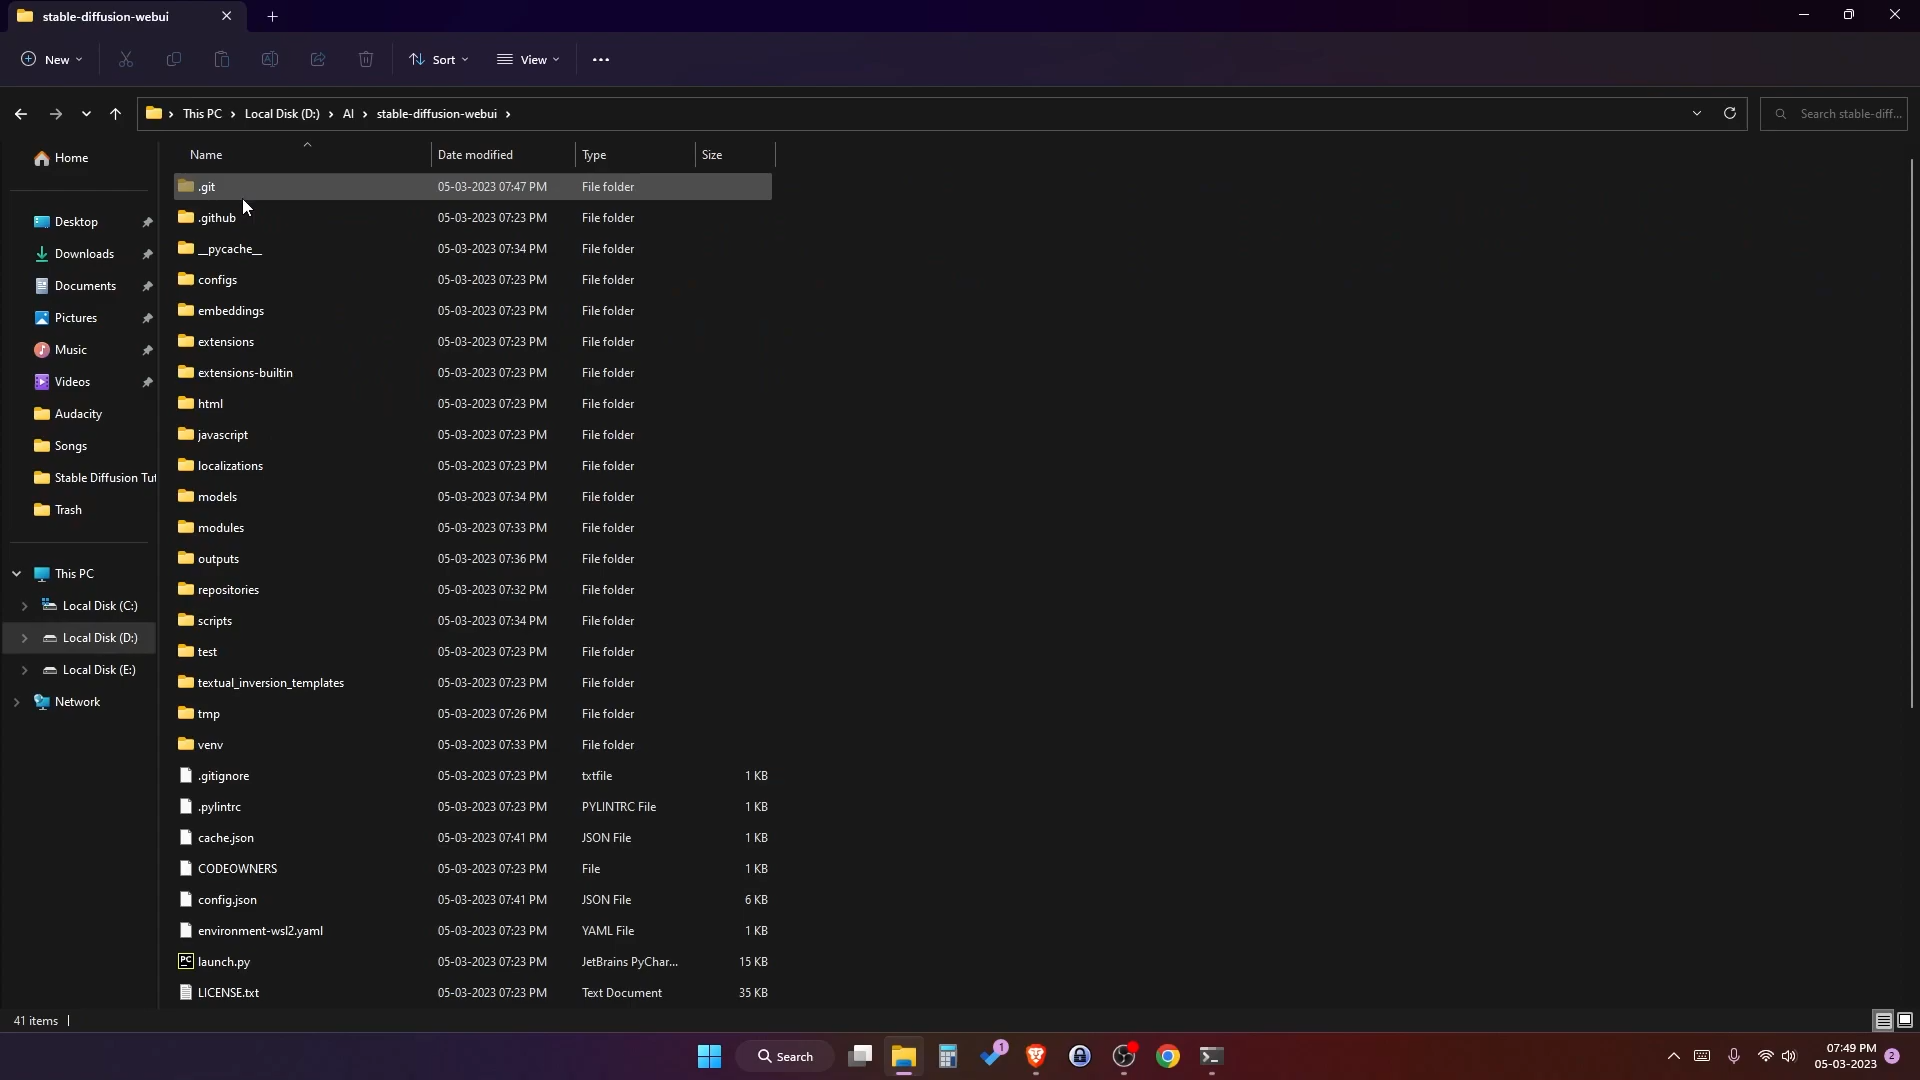 stable-diffusion-webui
New
Sort
View
This PC > Local Disk (D:) > AI > stable-diffusion-webui >
Search stable-diff...
Name Date modified Type Size
Home
Desktop
Downloads
Documents
Pictures
Music
Videos
Audacity
Songs
Stable Diffusion Tut
Trash
This PC
Local Disk (C:)
Local Disk (D:)
Local Disk (E:)
Network
.git 05-03-2023 07:47 PM File folder
.github 05-03-2023 07:23 PM File folder
__pycache__ 05-03-2023 07:34 PM File folder
configs 05-03-2023 07:23 PM File folder
embeddings 05-03-2023 07:23 PM File folder
extensions 05-03-2023 07:23 PM File folder
extensions-builtin 05-03-2023 07:23 PM File folder
html 05-03-2023 07:23 PM File folder
javascript 05-03-2023 07:23 PM File folder
localizations 05-03-2023 07:23 PM File folder
models 05-03-2023 07:34 PM File folder
modules 05-03-2023 07:33 PM File folder
outputs 05-03-2023 07:36 PM File folder
repositories 05-03-2023 07:32 PM File folder
scripts 05-03-2023 07:34 PM File folder
test 05-03-2023 07:23 PM File folder
textual_inversion_templates 05-03-2023 07:23 PM File folder
tmp 05-03-2023 07:26 PM File folder
venv 05-03-2023 07:33 PM File folder
.gitignore 05-03-2023 07:23 PM txtfile 1 KB
.pylintrc 05-03-2023 07:23 PM PYLINTRC File 1 KB
cache.json 05-03-2023 07:41 PM JSON File 1 KB
CODEOWNERS 05-03-2023 07:23 PM File 1 KB
config.json 05-03-2023 07:41 PM JSON File 6 KB
environment-wsl2.yaml 05-03-2023 07:23 PM YAML File 1 KB
launch.py 05-03-2023 07:23 PM JetBrains PyChar... 15 KB
LICENSE.txt 05-03-2023 07:23 PM Text Document 35 KB
41 items
Search
1
07:49 PM
05-03-2023
2